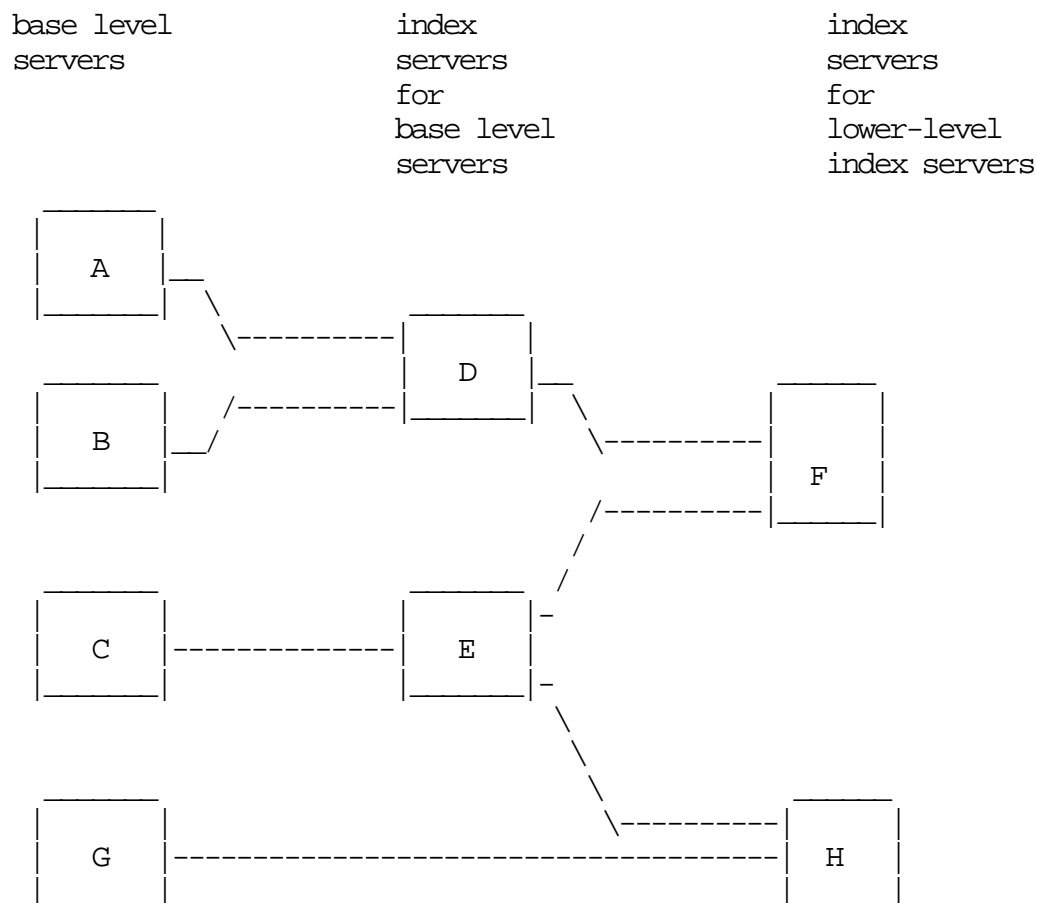 base level index index
servers servers servers
for for
base level lower-level
servers index servers
A
D
B
F
C E
G H